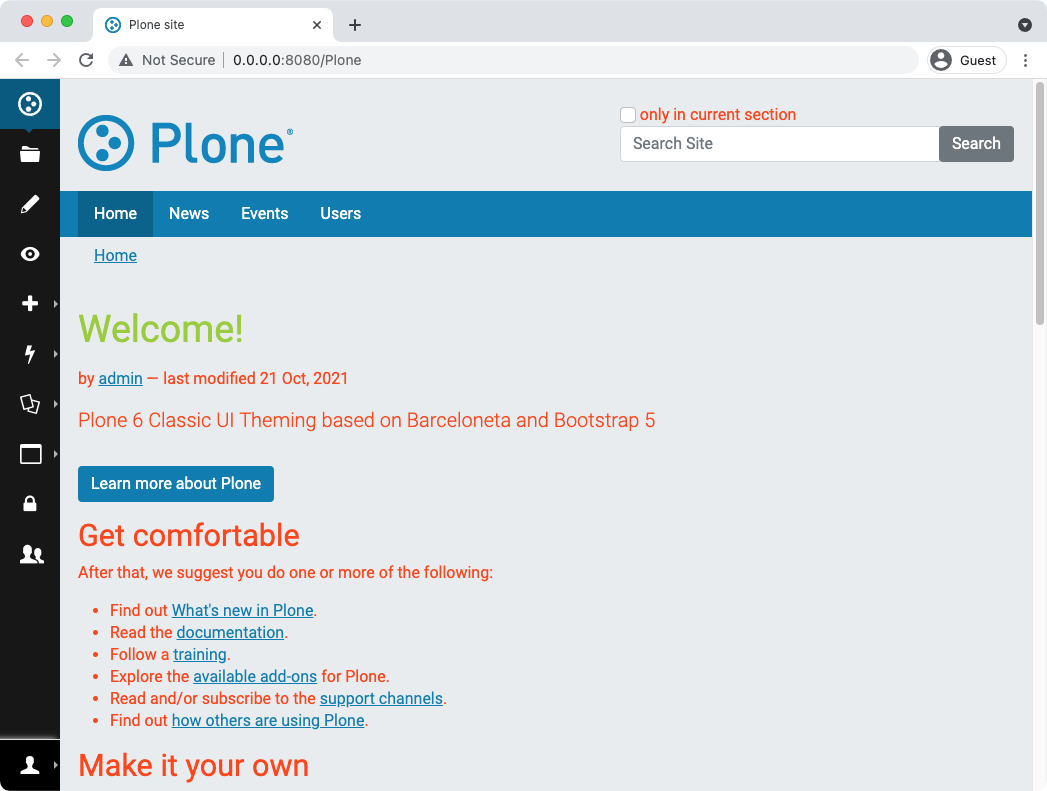 Plone site
Not Secure 0.0.0.0:8080/Plone
Guest
Plone®
only in current section
Search Site
Search
Home News Events Users
Home
Welcome!
by admin — last modified 21 Oct, 2021
Plone 6 Classic UI Theming based on Barceloneta and Bootstrap 5
Learn more about Plone
Get comfortable
After that, we suggest you do one or more of the following:
• Find out What's new in Plone.
• Read the documentation.
• Follow a training.
• Explore the available add-ons for Plone.
• Read and/or subscribe to the support channels.
• Find out how others are using Plone.
Make it your own